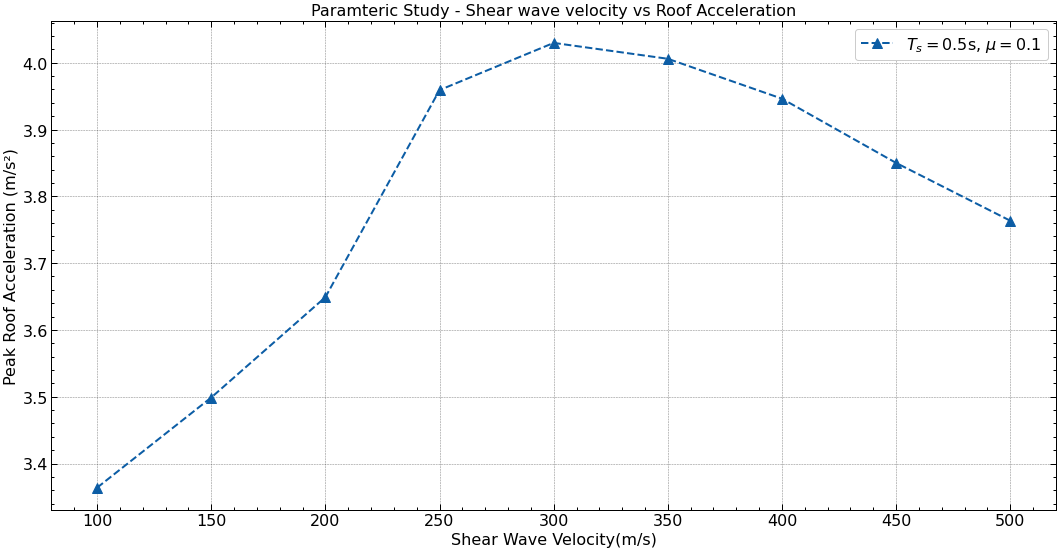 Paramteric Study - Shear wave velocity vs Roof Acceleration
T_s = 0.5s, μ = 0.1
Peak Roof Acceleration (m/s²)
4.0
3.9
3.8
3.7
3.6
3.5
3.4
100 150 200 250 300 350 400 450 500
Shear Wave Velocity(m/s)